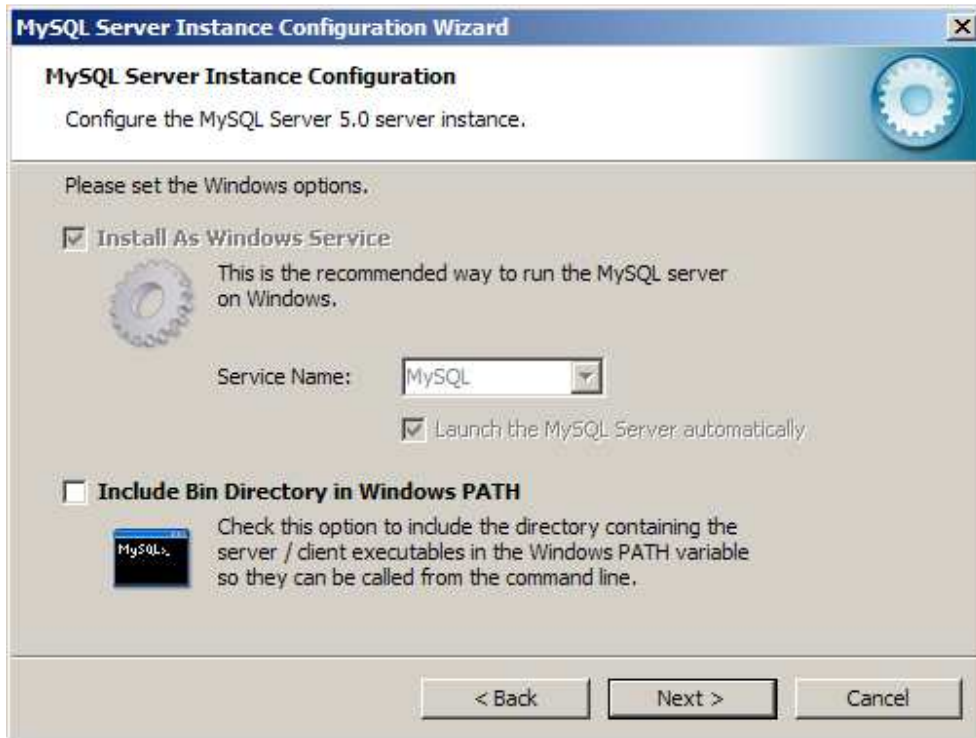 MySQL Server Instance Configuration Wizard
MySQL Server Instance Configuration
Configure the MySQL Server 5.0 server instance.
Please set the Windows options.
Install As Windows Service
This is the recommended way to run the MySQL server
on Windows.
Service Name:
MySQL
Launch the MySQL Server automatically
Include Bin Directory in Windows PATH
MySQL>_
Check this option to include the directory containing the
server / client executables in the Windows PATH variable
so they can be called from the command line.
< Back
Next >
Cancel